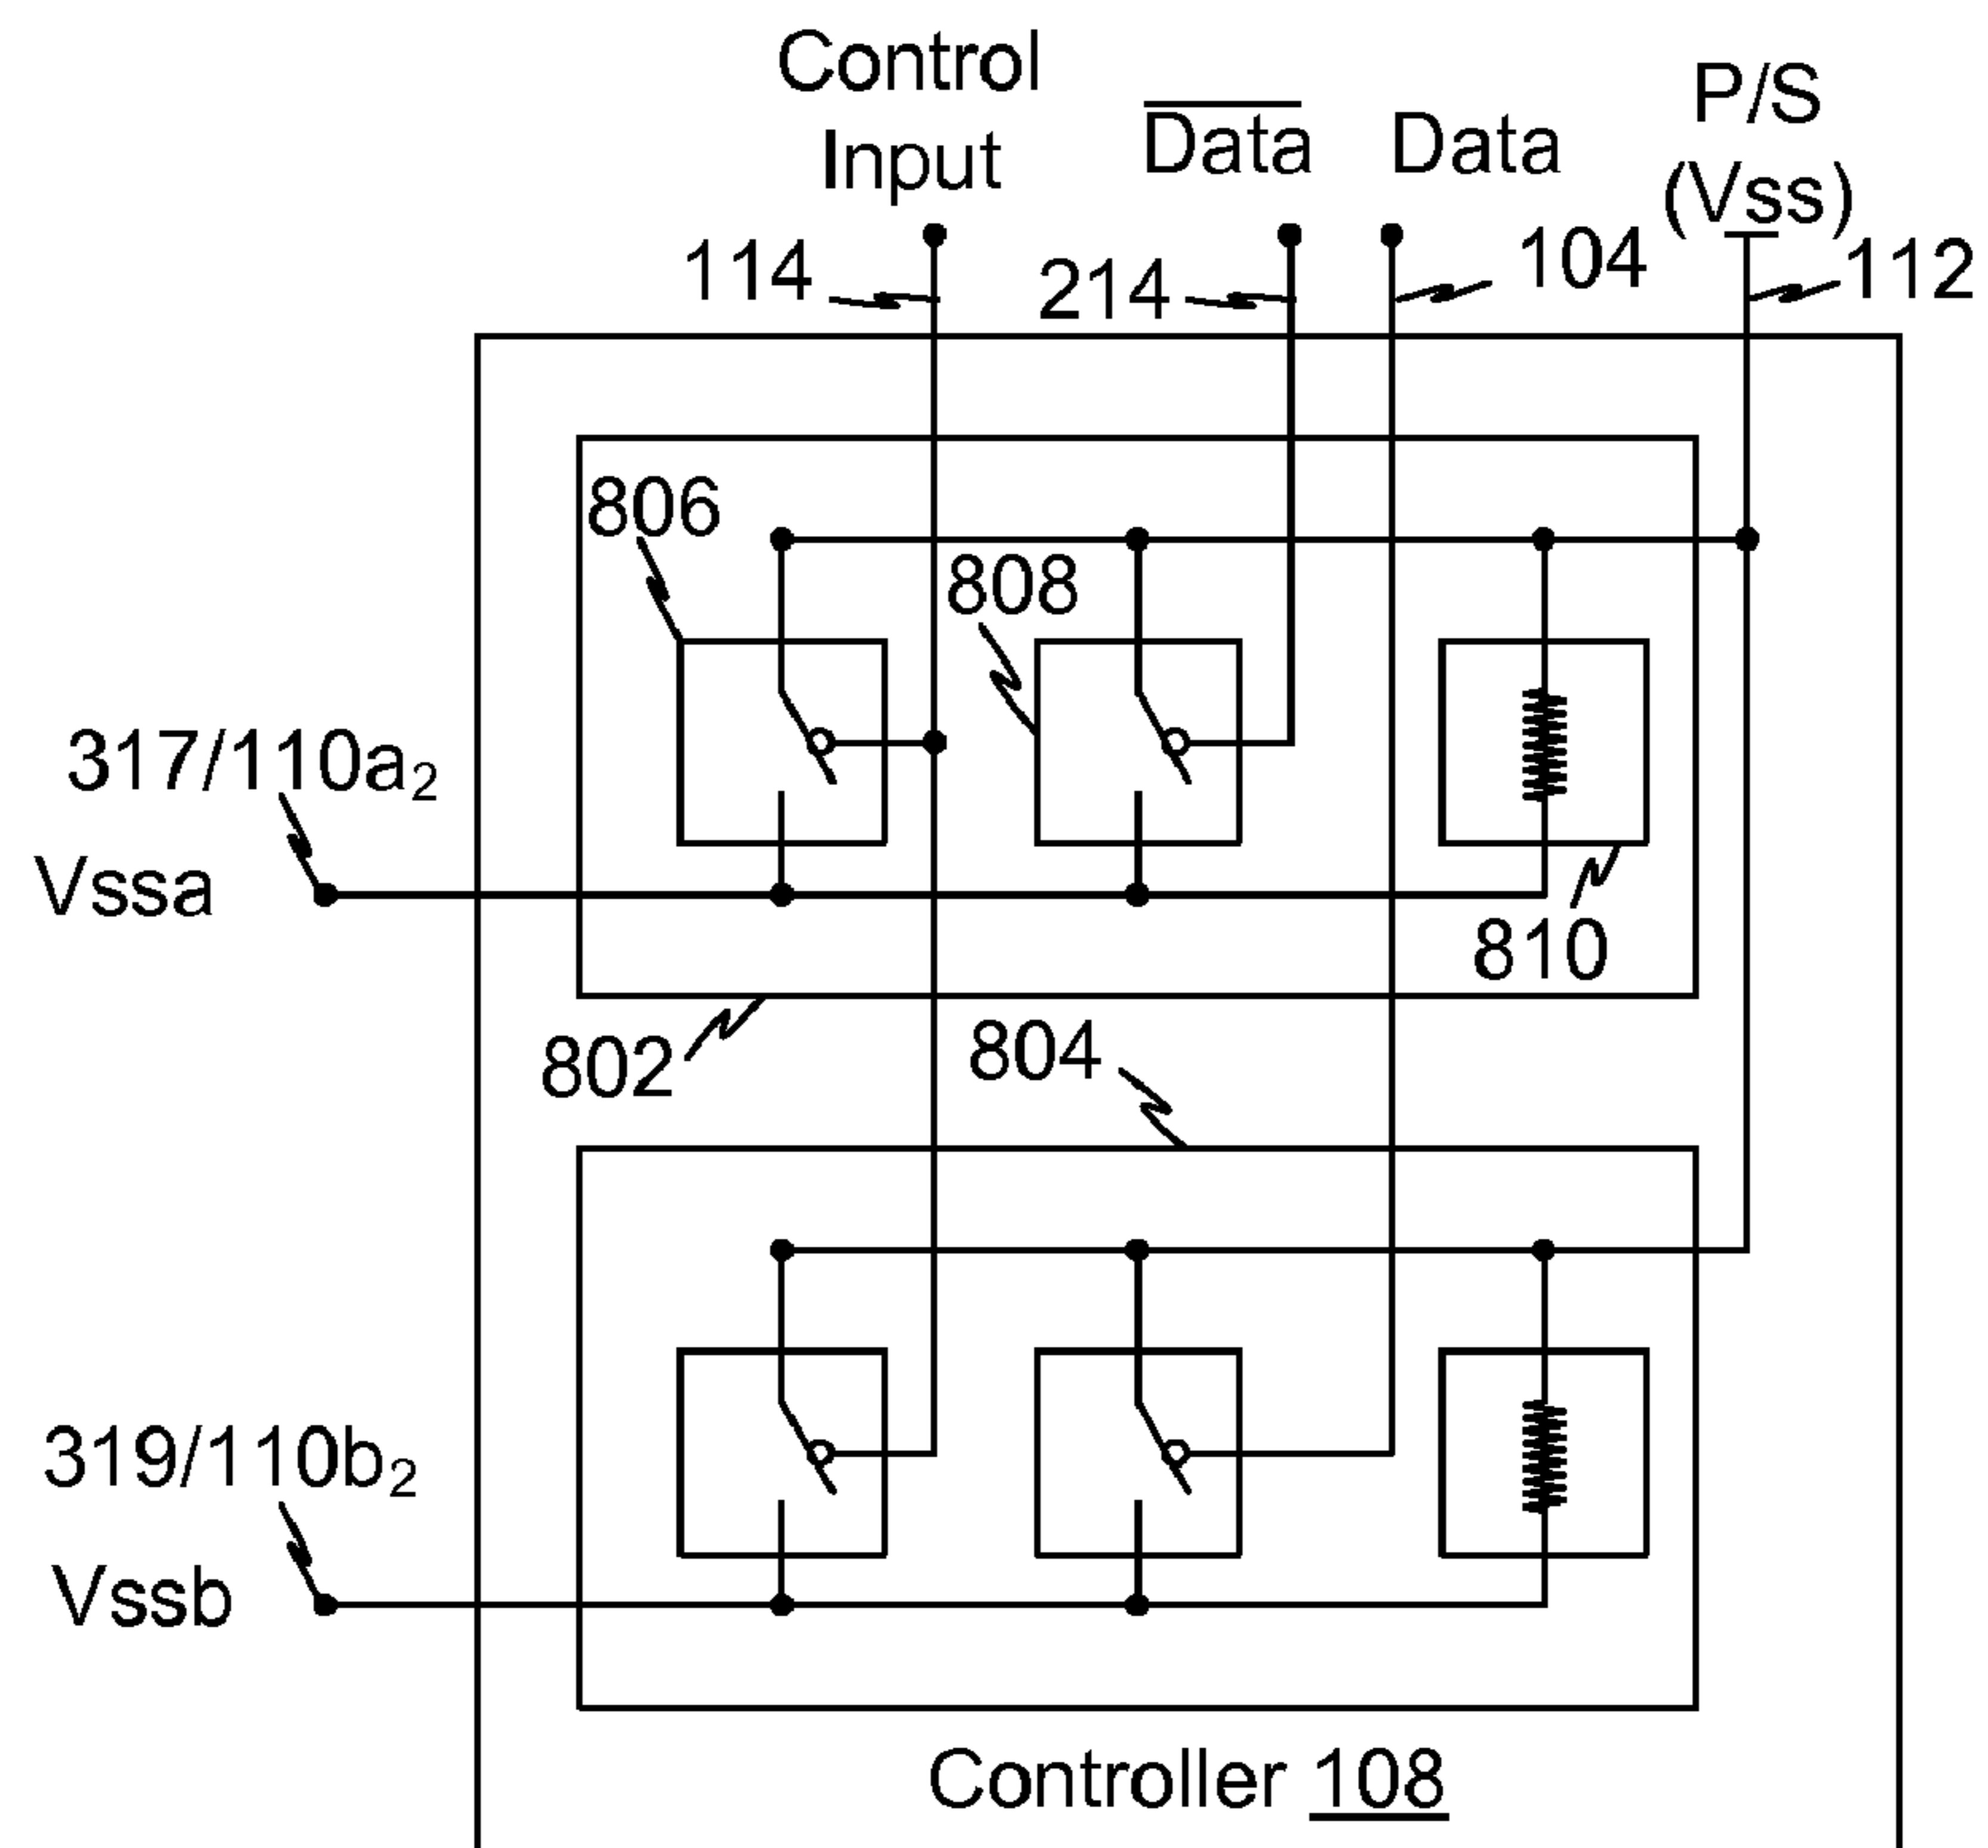 Control
Input
D̅a̅t̅a̅
Data
P/S
(Vss)
114
214
104
112
806
808
317/110a₂
Vssa
810
802
804
319/110b₂
Vssb
Controller 108